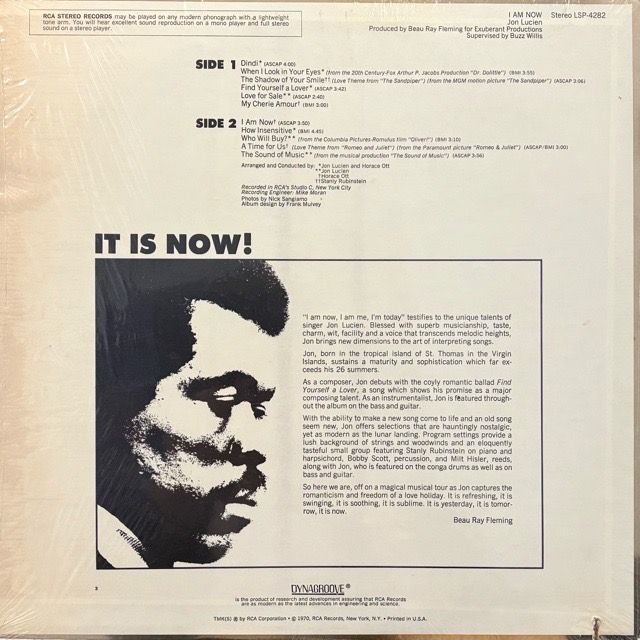 RCA STEREO RECORDS may be played on any modern phonograph with a lightweight
tone arm. You will hear excellent sound reproduction on a mono player and full stereo
sound on a stereo player.
I AM NOW Stereo LSP-4282
Jon Lucien
Produced by Beau Ray Fleming for Exuberant Productions
Supervised by Buzz Willis
SIDE 1 Dindi* (ASCAP 4:00)
When I Look in Your Eyes* (from the 20th Century-Fox Arthur P. Jacobs Production "Dr. Dolittle") (BMI 3:55)
The Shadow of Your Smile†† (Love Theme from "The Sandpiper") (from the MGM motion picture "The Sandpiper") (ASCAP 3:06)
Find Yourself a Lover* (ASCAP 3:42)
Love for Sale** (ASCAP 2:40)
My Cherie Amour† (BMI 3:00)
SIDE 2 I Am Now† (ASCAP 3:50)
How Insensitive* (BMI 4:45)
Who Will Buy?** (from the Columbia Pictures-Romulus film "Oliver!") (BMI 3:10)
A Time for Us† (Love Theme from "Romeo and Juliet") (from the Paramount picture "Romeo & Juliet") (ASCAP/BMI 3:00)
The Sound of Music** (from the musical production "The Sound of Music") (ASCAP 3:56)
Arranged and Conducted by: *Jon Lucien and Horace Ott
**Jon Lucien
†Horace Ott
††Stanly Rubinstein
Recorded in RCA's Studio C, New York City
Recording Engineer: Mike Moran
Photos by Nick Sangiamo
Album design by Frank Mulvey
IT IS NOW!
"I am now, I am me, I'm today" testifies to the unique talents of
singer Jon Lucien. Blessed with superb musicianship, taste,
charm, wit, facility and a voice that transcends melodic heights,
Jon brings new dimensions to the art of interpreting songs.
Jon, born in the tropical island of St. Thomas in the Virgin
Islands, sustains a maturity and sophistication which far ex-
ceeds his 26 summers.
As a composer, Jon debuts with the coyly romantic ballad Find
Yourself a Lover, a song which shows his promise as a major
composing talent. As an instrumentalist, Jon is featured through-
out the album on the bass and guitar.
With the ability to make a new song come to life and an old song
seem new, Jon offers selections that are hauntingly nostalgic,
yet as modern as the lunar landing. Program settings provide a
lush background of strings and woodwinds and an eloquently
tasteful small group featuring Stanly Rubinstein on piano and
harpsichord, Bobby Scott, percussion, and Milt Hisler, reeds,
along with Jon, who is featured on the conga drums as well as on
bass and guitar.
So here we are, off on a magical musical tour as Jon captures the
romanticism and freedom of a love holiday. It is refreshing, it is
swinging, it is soothing, it is sublime. It is yesterday, it is tomor-
row, it is now.
Beau Ray Fleming
3
DYNAGROOVE®
is the product of research and development assuring that RCA Records
are as modern as the latest advances in engineering and science.
TMK(S) ® by RCA Corporation • © 1970, RCA Records, New York, N.Y. • Printed in U.S.A.